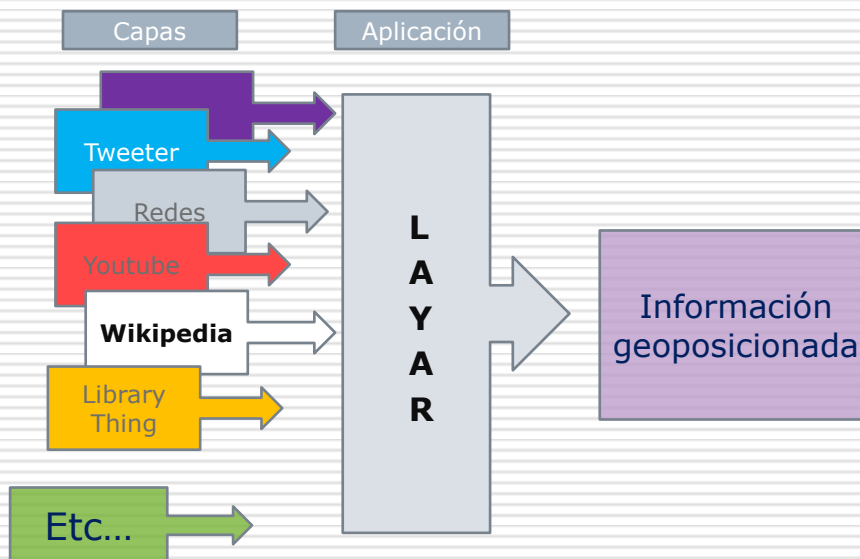 Capas
Aplicación
Tweeter
Redes
Youtube
Wikipedia
Library
Thing
Etc…
L
A
Y
A
R
Información
geoposicionada